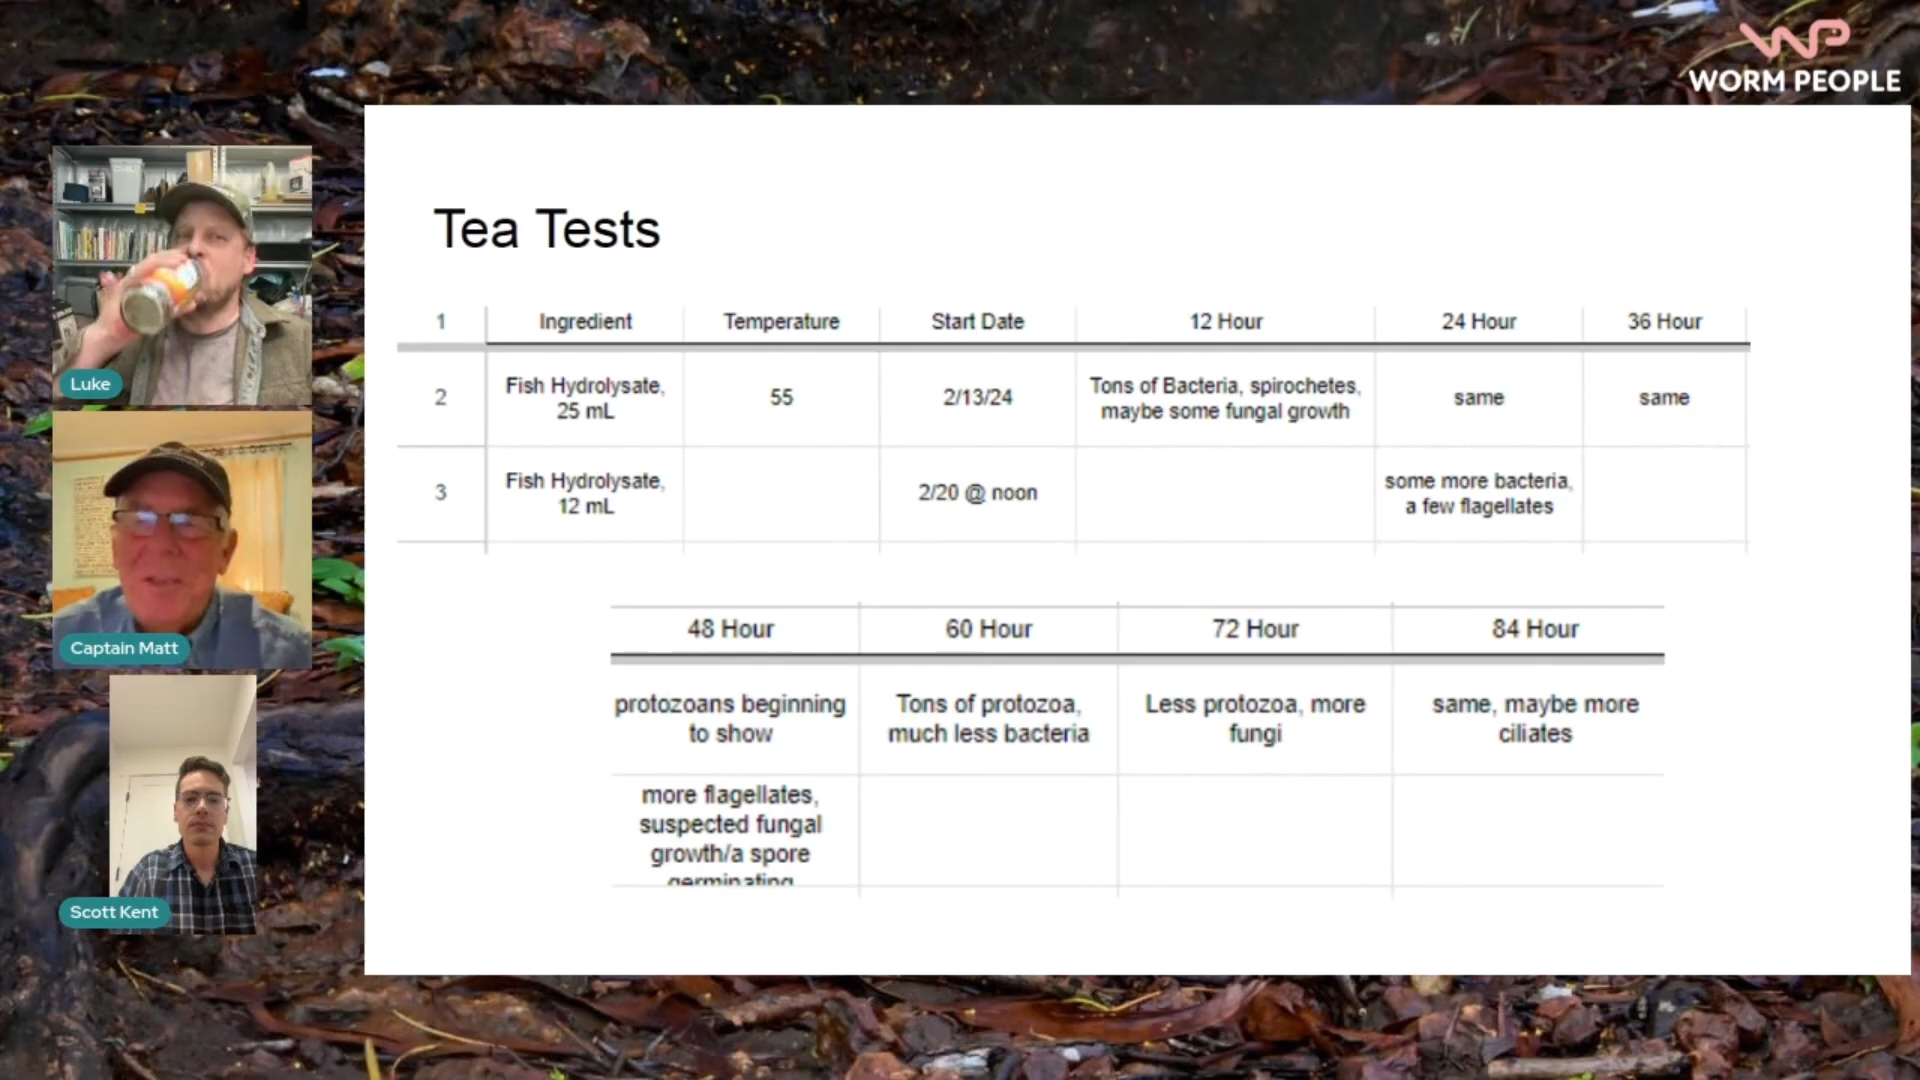 WORM PEOPLE
Luke
Captain Matt
Scott Kent
Tea Tests
1 Ingredient Temperature Start Date 12 Hour 24 Hour 36 Hour
2 Fish Hydrolysate, 25 mL 55 2/13/24 Tons of Bacteria, spirochetes, maybe some fungal growth same same
3 Fish Hydrolysate, 12 mL 2/20 @ noon some more bacteria, a few flagellates
48 Hour 60 Hour 72 Hour 84 Hour
protozoans beginning to show Tons of protozoa, much less bacteria Less protozoa, more fungi same, maybe more ciliates
more flagellates,
suspected fungal
growth/a spore
germinating